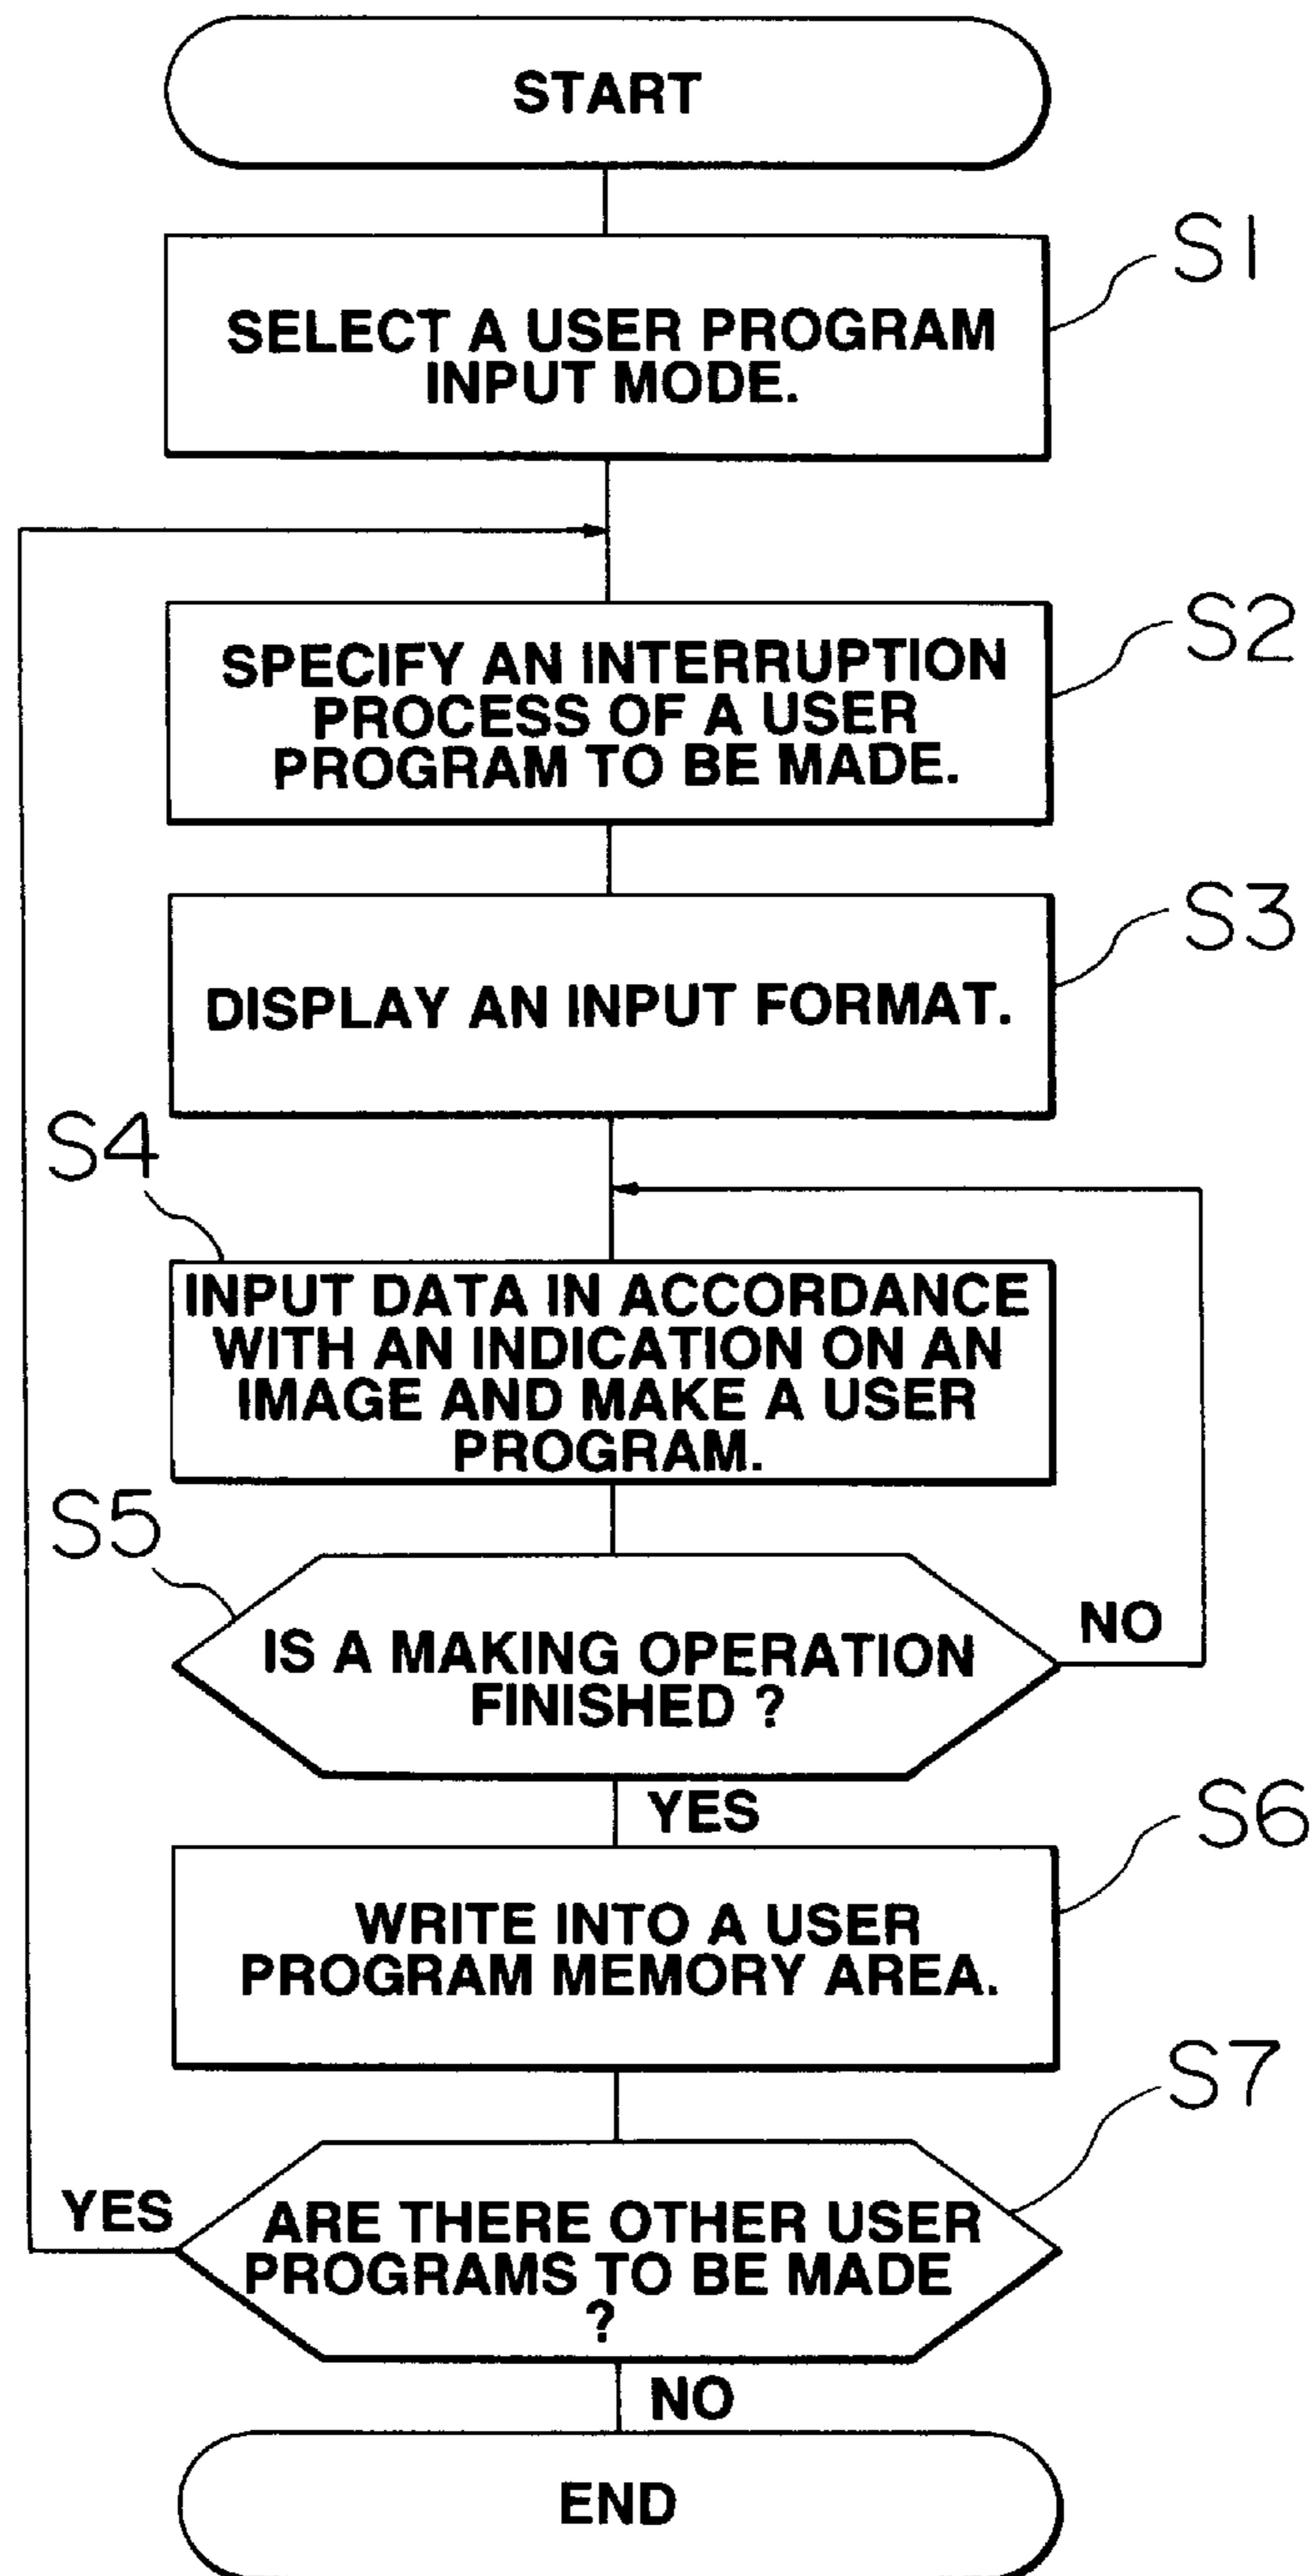 START
S1
SELECT A USER PROGRAM
INPUT MODE.
S2
SPECIFY AN INTERRUPTION
PROCESS OF A USER
PROGRAM TO BE MADE.
S3
DISPLAY AN INPUT FORMAT.
S4
INPUT DATA IN ACCORDANCE
WITH AN INDICATION ON AN
IMAGE AND MAKE A USER
PROGRAM.
S5
IS A MAKING OPERATION
FINISHED ?
NO
YES
S6
WRITE INTO A USER
PROGRAM MEMORY AREA.
S7
YES
ARE THERE OTHER USER
PROGRAMS TO BE MADE
?
NO
END